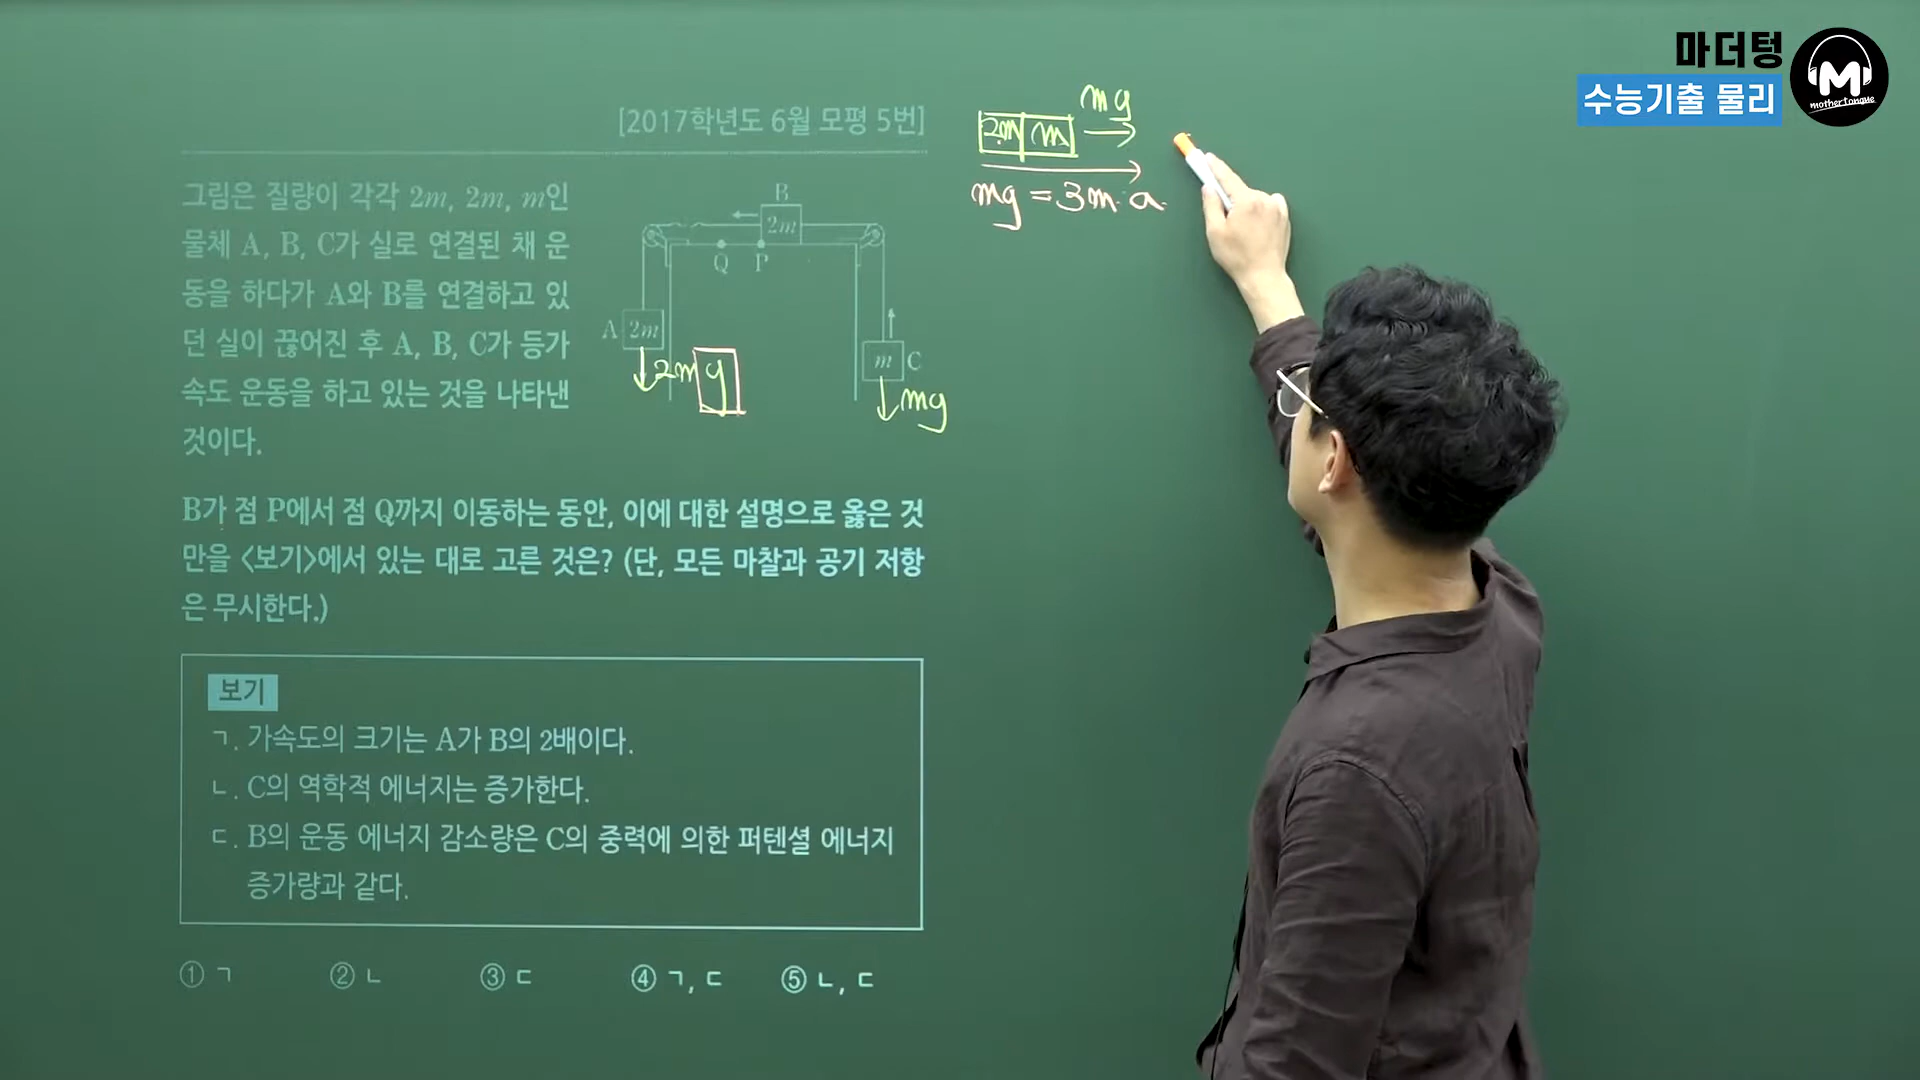 마더텅
수능기출 물리
mother tongue
[2017학년도 6월 모평 5번]
그림은 질량이 각각 2m, 2m, m인
물체 A, B, C가 실로 연결된 채 운
동을 하다가 A와 B를 연결하고 있
던 실이 끊어진 후 A, B, C가 등가
속도 운동을 하고 있는 것을 나타낸
것이다.
B
2m
Q P
A 2m
m C
2mg
mg
2m m mg
mg = 3m·a
B가 점 P에서 점 Q까지 이동하는 동안, 이에 대한 설명으로 옳은 것
만을 <보기>에서 있는 대로 고른 것은? (단, 모든 마찰과 공기 저항
은 무시한다.)
보기
ㄱ. 가속도의 크기는 A가 B의 2배이다.
ㄴ. C의 역학적 에너지는 증가한다.
ㄷ. B의 운동 에너지 감소량은 C의 중력에 의한 퍼텐셜 에너지
증가량과 같다.
① ㄱ ② ㄴ ③ ㄷ ④ ㄱ, ㄷ ⑤ ㄴ, ㄷ